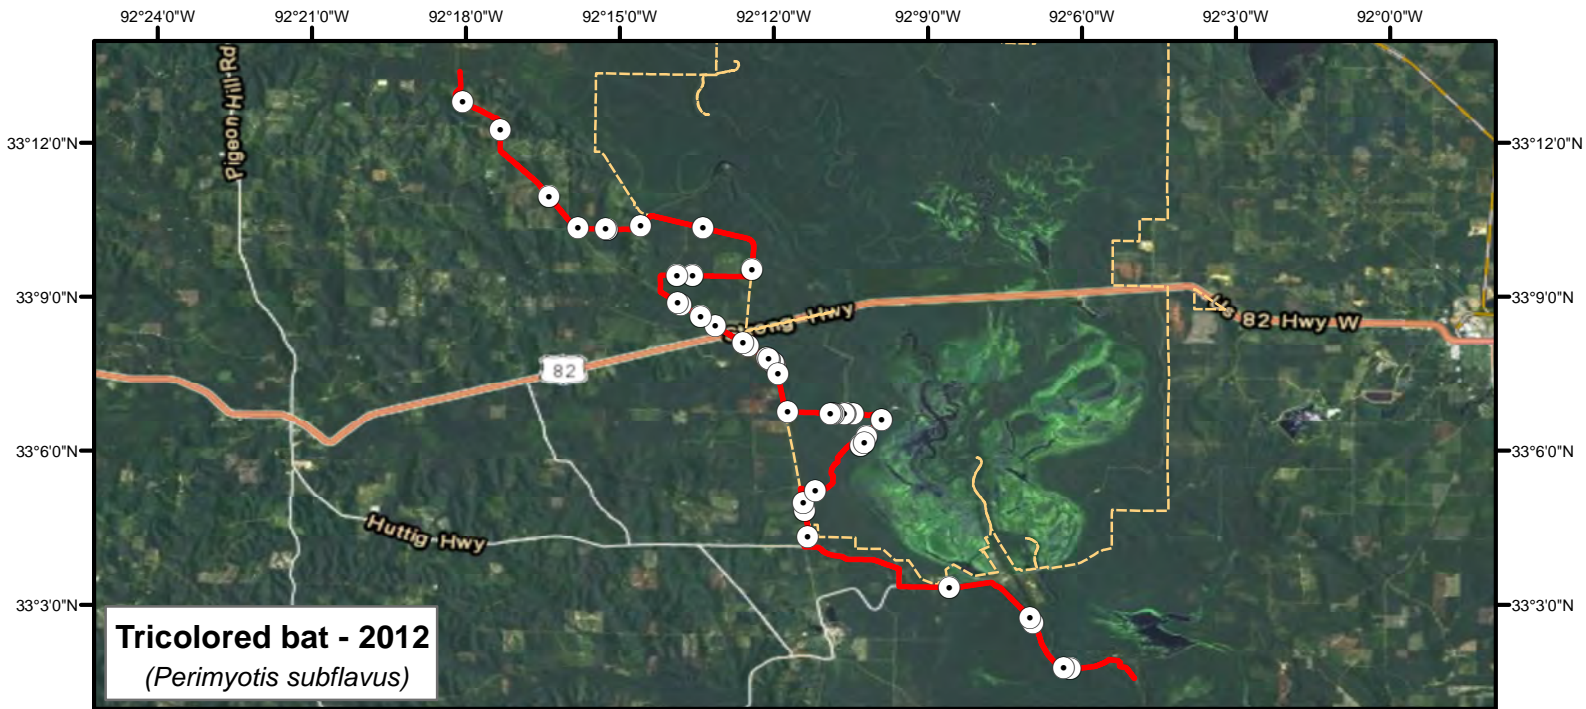 92°24'0"W 92°21'0"W 92°18'0"W 92°15'0"W 92°12'0"W 92°9'0"W 92°6'0"W 92°3'0"W 92°0'0"W
Pigeon Hill Rd
33°12'0"N 33°12'0"N
33°9'0"N 33°9'0"N
Hwy
82 Hwy W
82
33°6'0"N 33°6'0"N
Huttig Hwy
33°3'0"N 33°3'0"N
Tricolored bat - 2012
(Perimyotis subflavus)